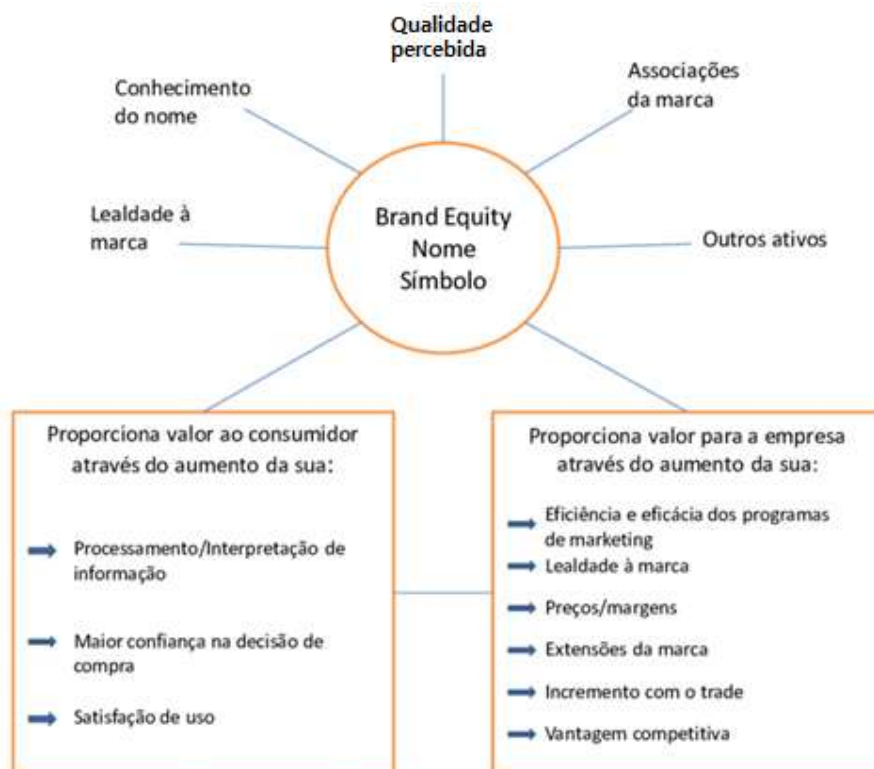 Qualidade
percebida
Conhecimento
do nome
Associações
da marca
Lealdade à
marca
Brand Equity
Nome
Símbolo
Outros ativos
Proporciona valor ao consumidor
através do aumento da sua:
Processamento/Interpretação de
informação
Maior confiança na decisão de
compra
Satisfação de uso
Proporciona valor para a empresa
através do aumento da sua:
Eficiência e eficácia dos programas
de marketing
Lealdade à marca
Preços/margens
Extensões da marca
Incremento com o trade
Vantagem competitiva